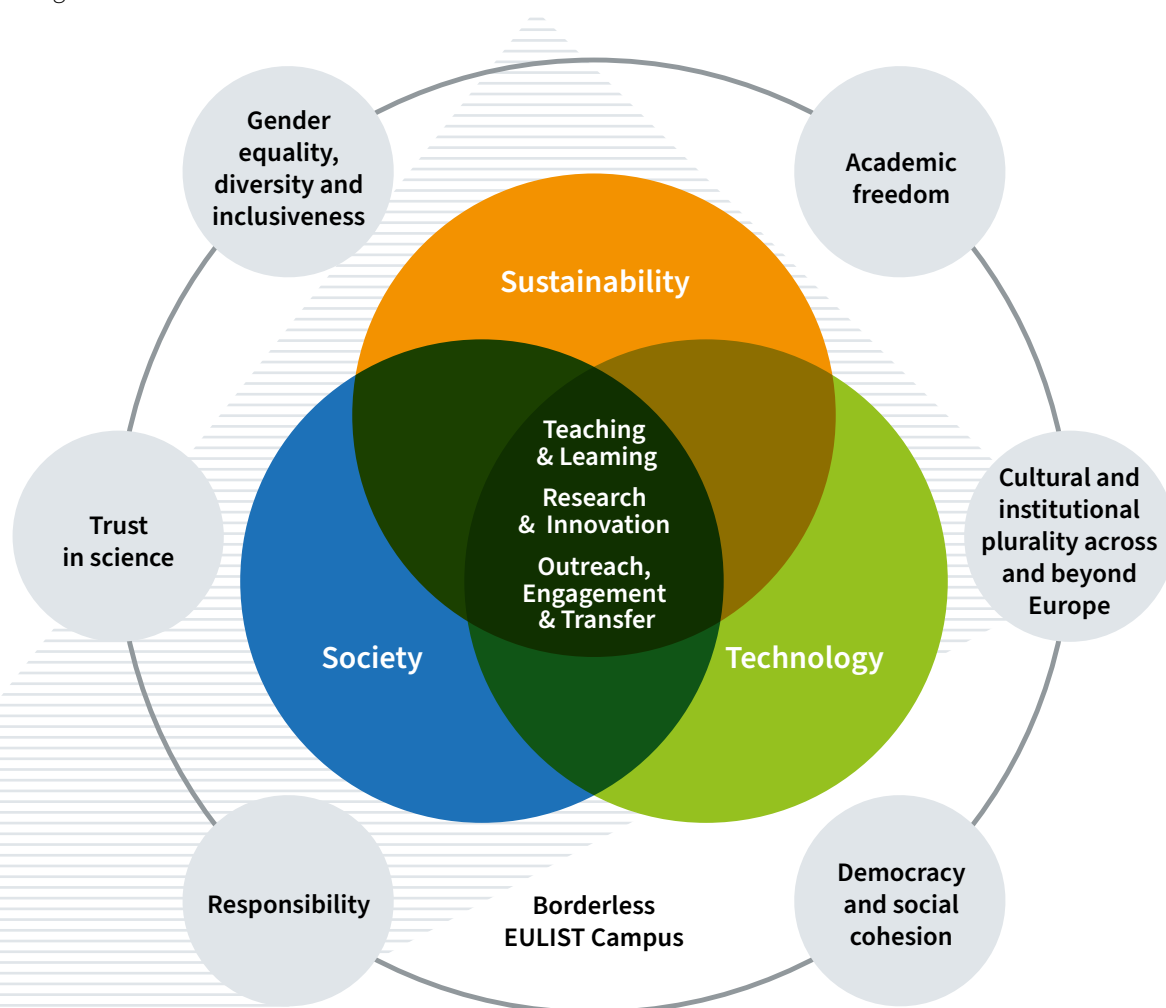 Gender
equality,
diversity and
inclusiveness
Academic
freedom
Sustainability
Teaching
& Leaming
Research
& Innovation
Outreach,
Engagement
& Transfer
Trust
in science
Cultural and
institutional
plurality across
and beyond
Europe
Society
Technology
Responsibility
Borderless
EULIST Campus
Democracy
and social
cohesion